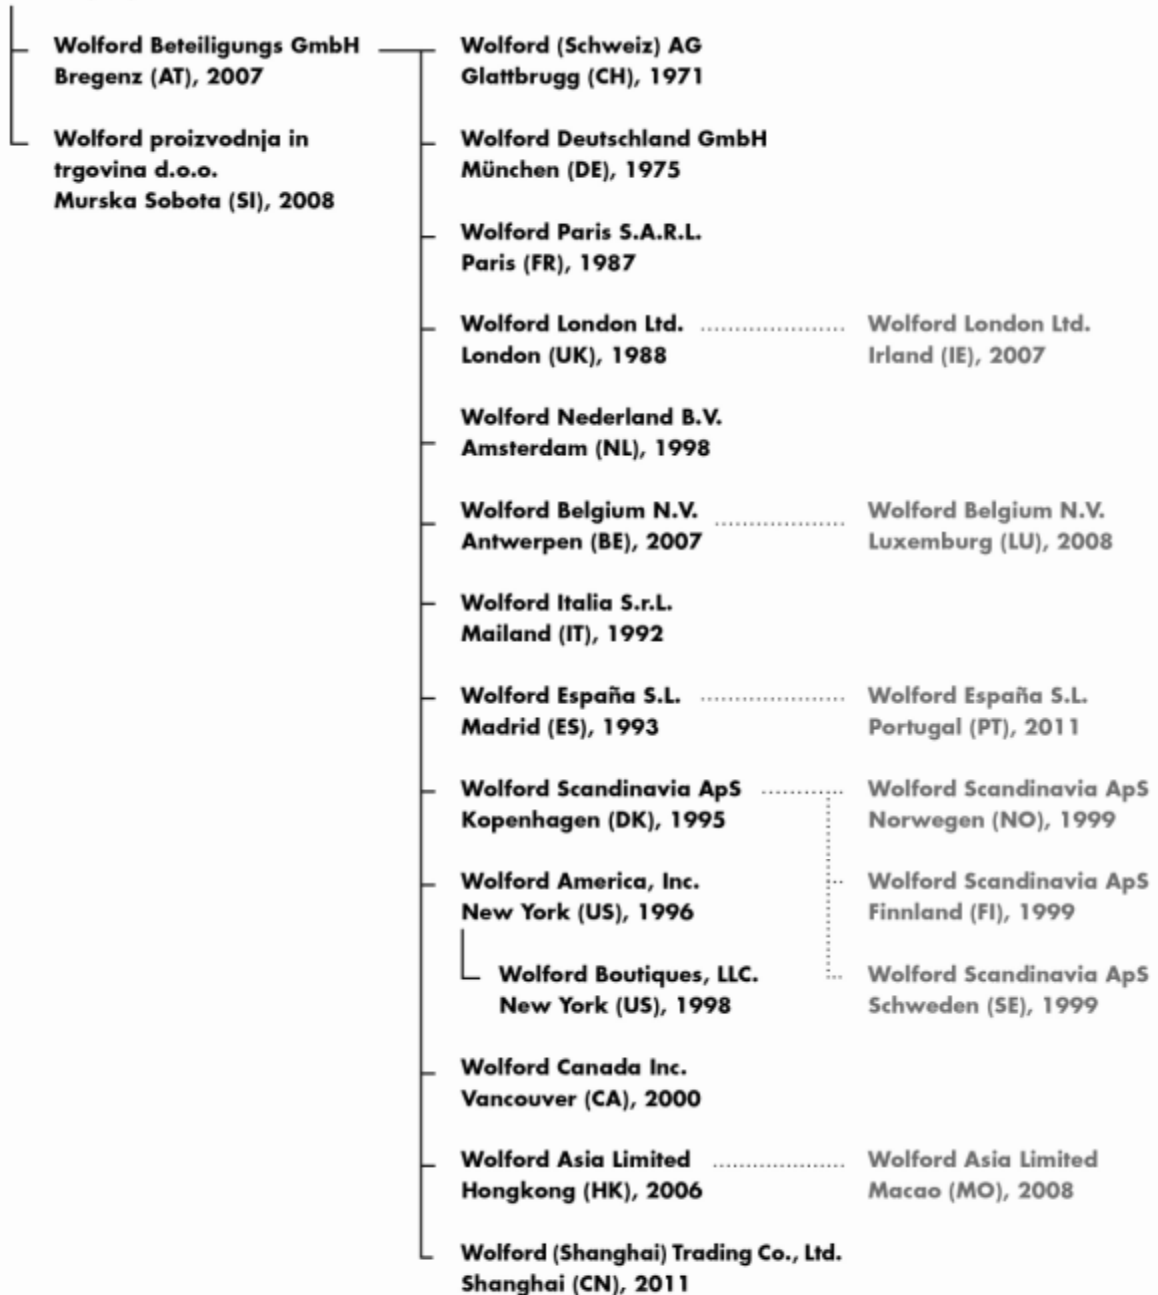 Wolford Beteiligungs GmbH
Bregenz (AT), 2007
Wolford proizvodnja in
trgovina d.o.o.
Murska Sobota (SI), 2008
Wolford (Schweiz) AG
Glattbrugg (CH), 1971
Wolford Deutschland GmbH
München (DE), 1975
Wolford Paris S.A.R.L.
Paris (FR), 1987
Wolford London Ltd.
London (UK), 1988
Wolford London Ltd.
Irland (IE), 2007
Wolford Nederland B.V.
Amsterdam (NL), 1998
Wolford Belgium N.V.
Antwerpen (BE), 2007
Wolford Belgium N.V.
Luxemburg (LU), 2008
Wolford Italia S.r.L.
Mailand (IT), 1992
Wolford España S.L.
Madrid (ES), 1993
Wolford España S.L.
Portugal (PT), 2011
Wolford Scandinavia ApS
Kopenhagen (DK), 1995
Wolford Scandinavia ApS
Norwegen (NO), 1999
Wolford Scandinavia ApS
Finnland (FI), 1999
Wolford Scandinavia ApS
Schweden (SE), 1999
Wolford America, Inc.
New York (US), 1996
Wolford Boutiques, LLC.
New York (US), 1998
Wolford Canada Inc.
Vancouver (CA), 2000
Wolford Asia Limited
Hongkong (HK), 2006
Wolford Asia Limited
Macao (MO), 2008
Wolford (Shanghai) Trading Co., Ltd.
Shanghai (CN), 2011